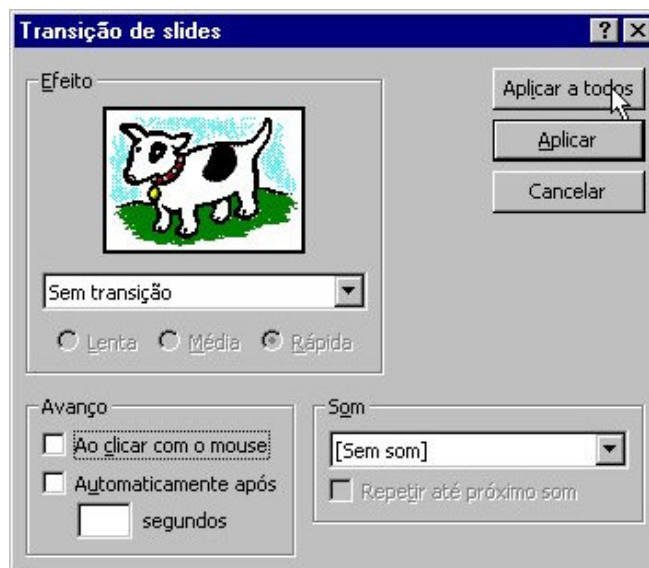 Transição de slides
Efeito
Aplicar a todos
Aplicar
Cancelar
Sem transição
Lenta Média Rápida
Avanço
Ao clicar com o mouse
Automaticamente após
segundos
Som
[Sem som]
Repetir até próximo som